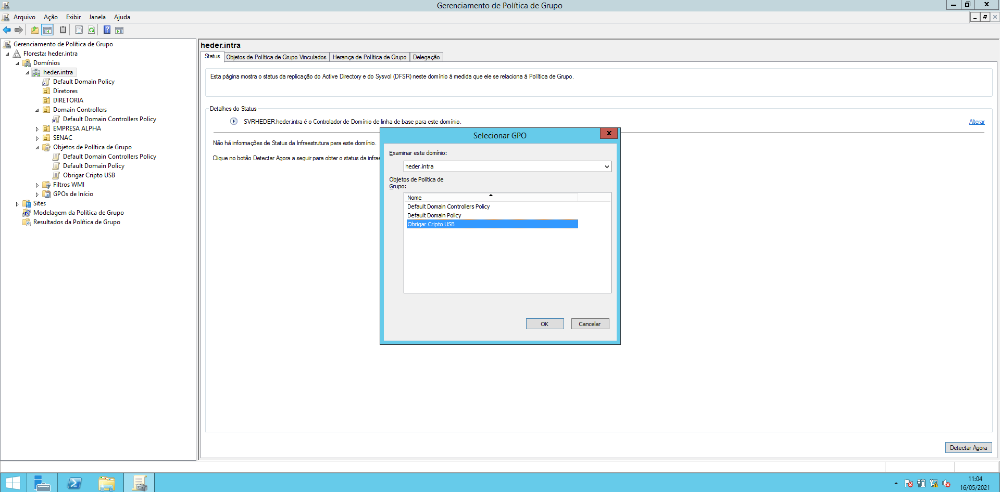 Gerenciamento de Política de Grupo
Arquivo Ação Exibir Janela Ajuda
Gerenciamento de Política de Grupo
Floresta: heder.intra
Domínios
heder.intra
Default Domain Policy
Diretores
DIRETORIA
Domain Controllers
Default Domain Controllers Policy
EMPRESA ALPHA
SENAC
Objetos de Política de Grupo
Default Domain Controllers Policy
Default Domain Policy
Obrigar Cripto USB
Filtros WMI
GPOs de Início
Sites
Modelagem da Política de Grupo
Resultados da Política de Grupo
heder.intra
Status Objetos de Política de Grupo Vinculados Herança de Política de Grupo Delegação
Esta página mostra o status da replicação do Active Directory e do Sysvol (DFSR) neste domínio à medida que ele se relaciona à Política de Grupo.
Detalhes do Status
SVRHEDER.heder.intra é o Controlador de Domínio de linha de base para este domínio.
Alterar
Não há informações de Status da Infraestrutura para este domínio.
Clique no botão Detectar Agora a seguir para obter o status da infrae
Selecionar GPO
Examinar este domínio:
heder.intra
Objetos de Política de
Grupo:
Nome
Default Domain Controllers Policy
Default Domain Policy
Obrigar Cripto USB
OK Cancelar
Detectar Agora
11:04
16/05/2021